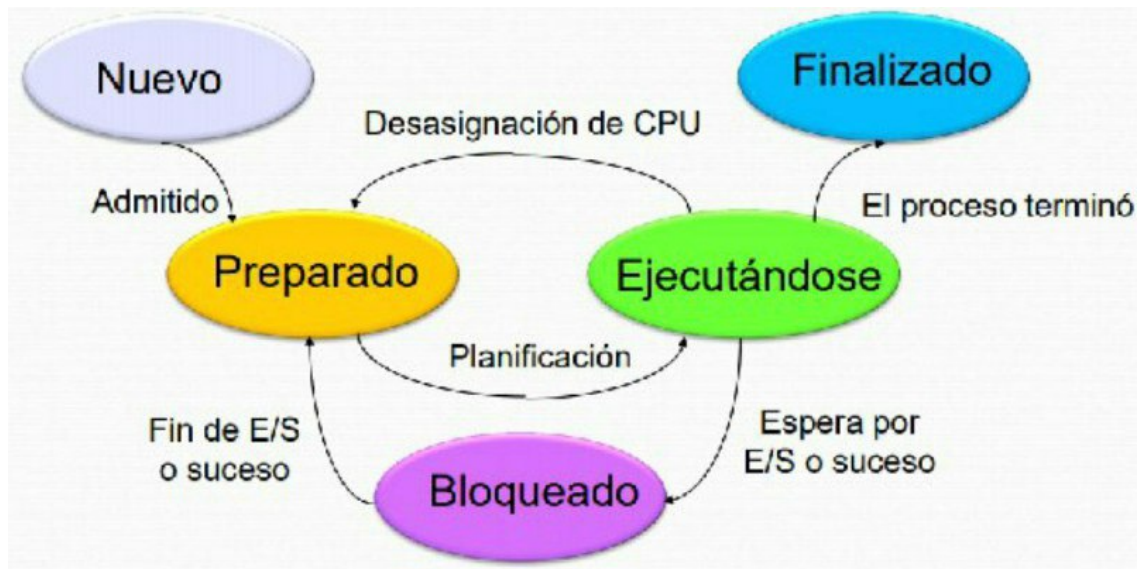 Nuevo
Finalizado
Desasignación de CPU
Admitido
El proceso terminó
Preparado
Ejecutándose
Planificación
Fin de E/S
o suceso
Espera por
E/S o suceso
Bloqueado